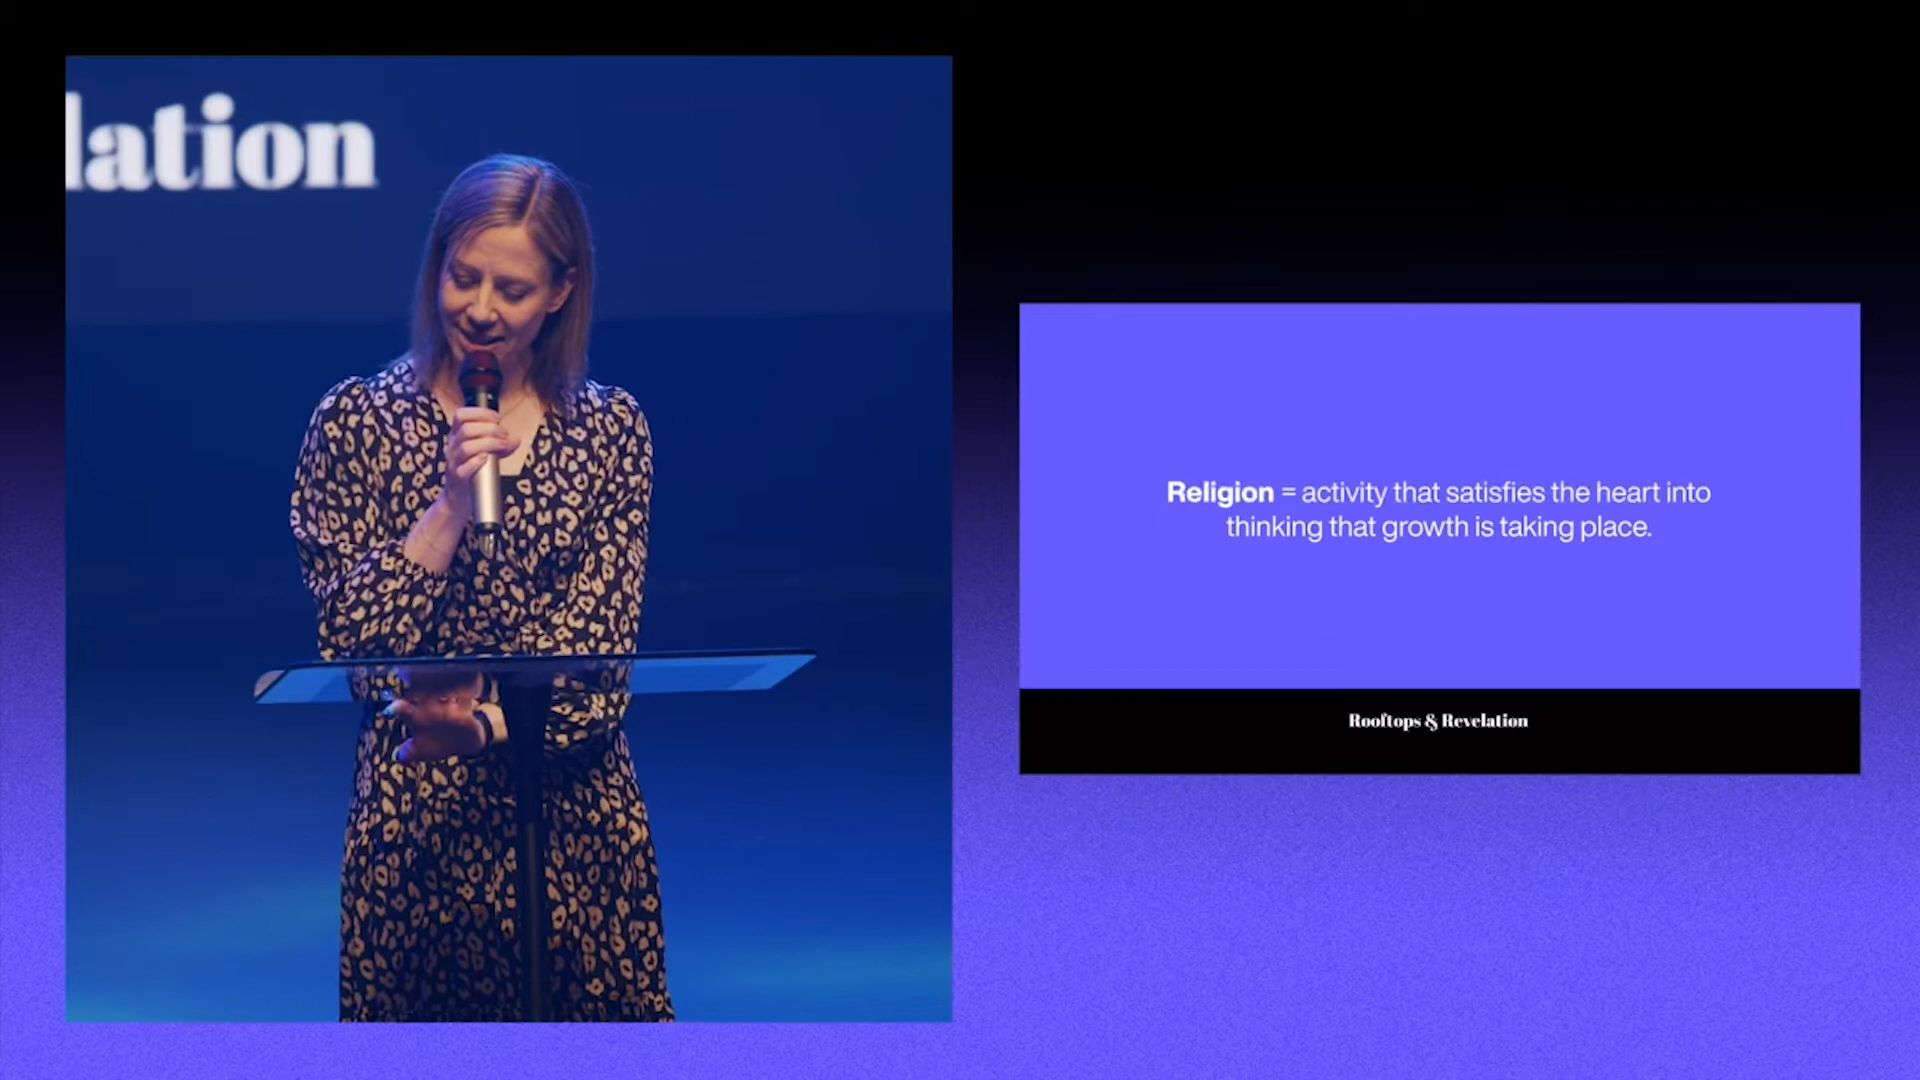 lation
Religion = activity that satisfies the heart into
thinking that growth is taking place.
Rooftops & Revelation